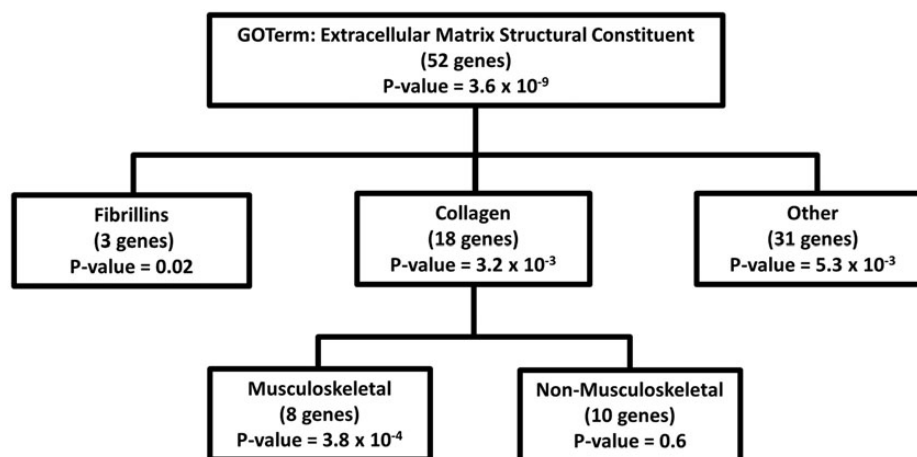 GOTerm: Extracellular Matrix Structural Constituent
(52 genes)
P-value = 3.6 x 10⁻⁹
Fibrillins
(3 genes)
P-value = 0.02
Collagen
(18 genes)
P-value = 3.2 x 10⁻³
Other
(31 genes)
P-value = 5.3 x 10⁻³
Musculoskeletal
(8 genes)
P-value = 3.8 x 10⁻⁴
Non-Musculoskeletal
(10 genes)
P-value = 0.6